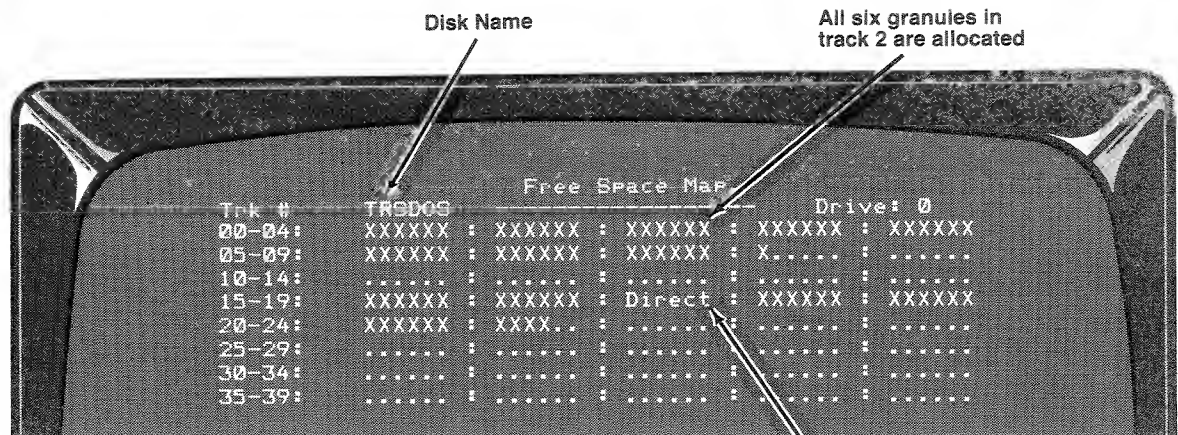 Disk Name
All six granules in
track 2 are allocated
Free Space Map
Trk # TRSDOS Drive: 0
00-04: XXXXXX : XXXXXX : XXXXXX : XXXXXX : XXXXXX
05-09: XXXXXX : XXXXXX : XXXXXX : X..... : ......
10-14: ...... : ...... : ...... : ...... : ......
15-19: XXXXXX : XXXXXX : Direct : XXXXXX : XXXXXX
20-24: XXXXXX : XXXX.. : ...... : ...... : ......
25-29: ...... : ...... : ...... : ...... : ......
30-34: ...... : ...... : ...... : ...... : ......
35-39: ...... : ...... : ...... : ...... : ......